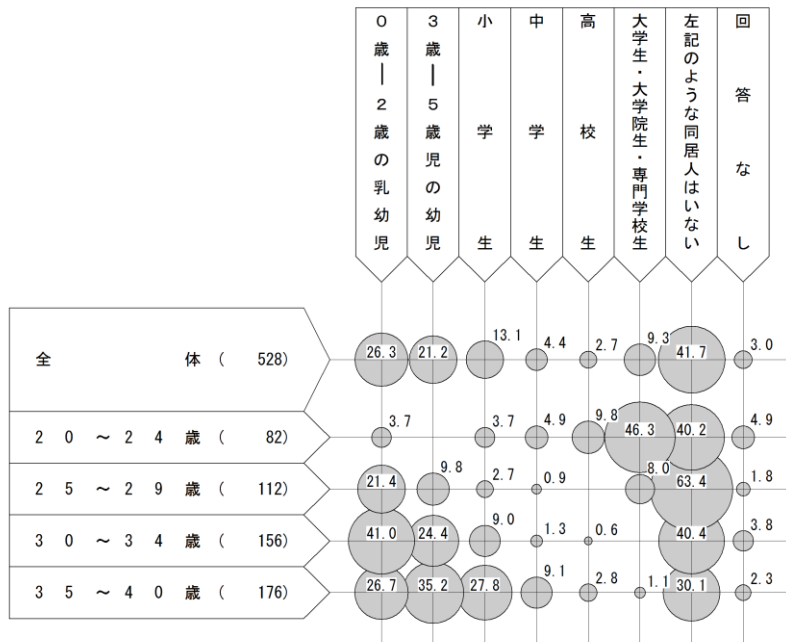 0歳―2歳の乳幼児
3歳―5歳児の幼児
小学生
中学生
高校生
大学生・大学院生・専門学校生
左記のような同居人はいない
回答なし
全体(528) 26.3 21.2 13.1 4.4 2.7 9.3 41.7 3.0
20~24歳(82) 3.7 3.7 4.9 9.8 46.3 40.2 4.9
25~29歳(112) 21.4 9.8 2.7 0.9 8.0 63.4 1.8
30~34歳(156) 41.0 24.4 9.0 1.3 0.6 40.4 3.8
35~40歳(176) 26.7 35.2 27.8 9.1 2.8 1.1 30.1 2.3